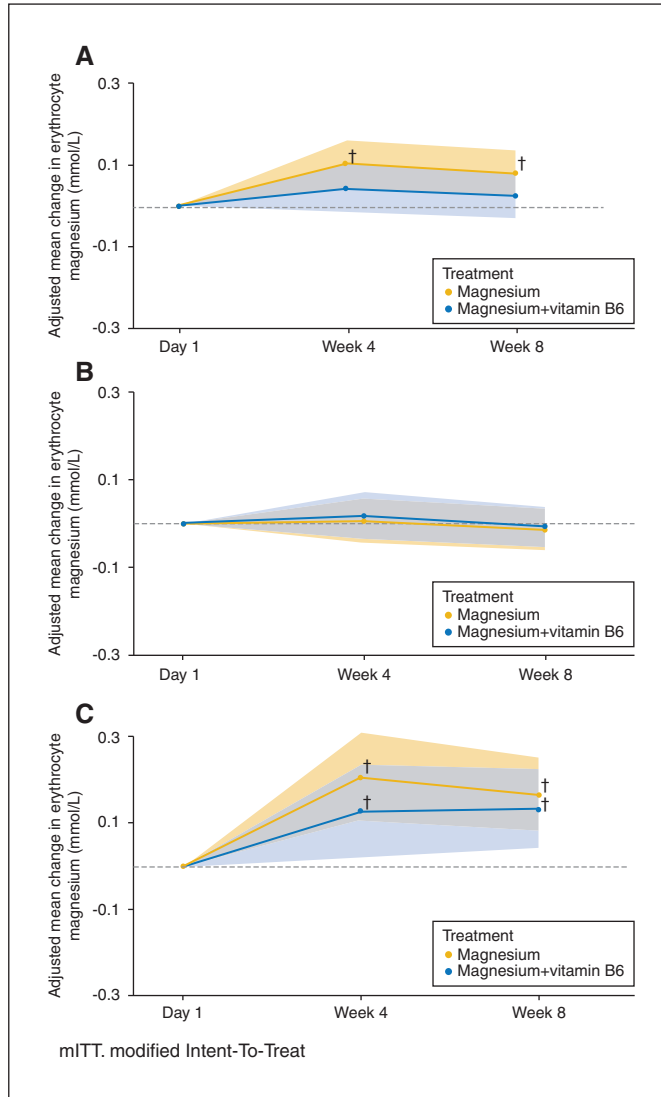 A
Adjusted mean change in erythrocyte
magnesium (mmol/L)
0.3
0.1
-0.1
-0.3
†
†
Treatment
Magnesium
Magnesium+vitamin B6
Day 1 Week 4 Week 8
B
Adjusted mean change in erythrocyte
magnesium (mmol/L)
0.3
0.1
-0.1
-0.3
Treatment
Magnesium
Magnesium+vitamin B6
Day 1 Week 4 Week 8
C
Adjusted mean change in erythrocyte
magnesium (mmol/L)
0.3
0.1
-0.1
-0.3
†
†
†
†
Treatment
Magnesium
Magnesium+vitamin B6
Day 1 Week 4 Week 8
mITT. modified Intent-To-Treat